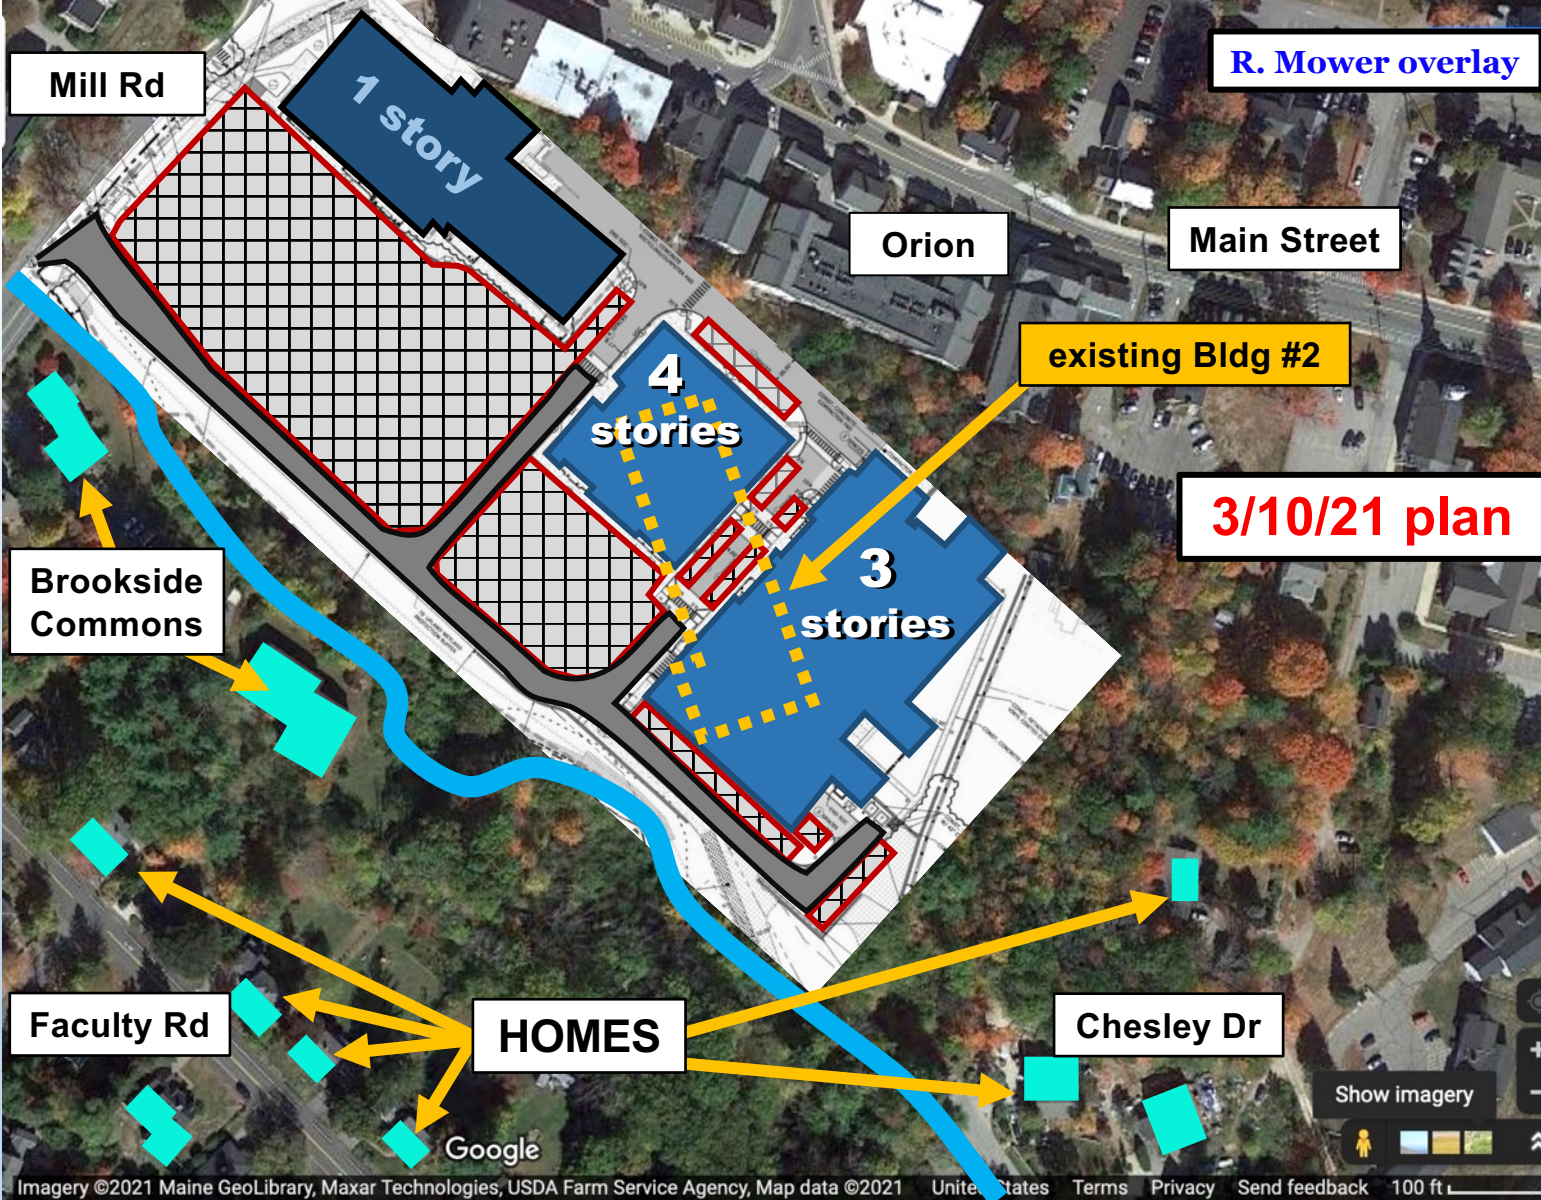 R. Mower overlay
Mill Rd
1 story
Orion
Main Street
existing Bldg #2
4
stories
3/10/21 plan
3
stories
Brookside
Commons
Faculty Rd
HOMES
Chesley Dr
Show imagery
Google
Imagery ©2021 Maine GeoLibrary, Maxar Technologies, USDA Farm Service Agency, Map data ©2021 United States Terms Privacy Send feedback 100 ft